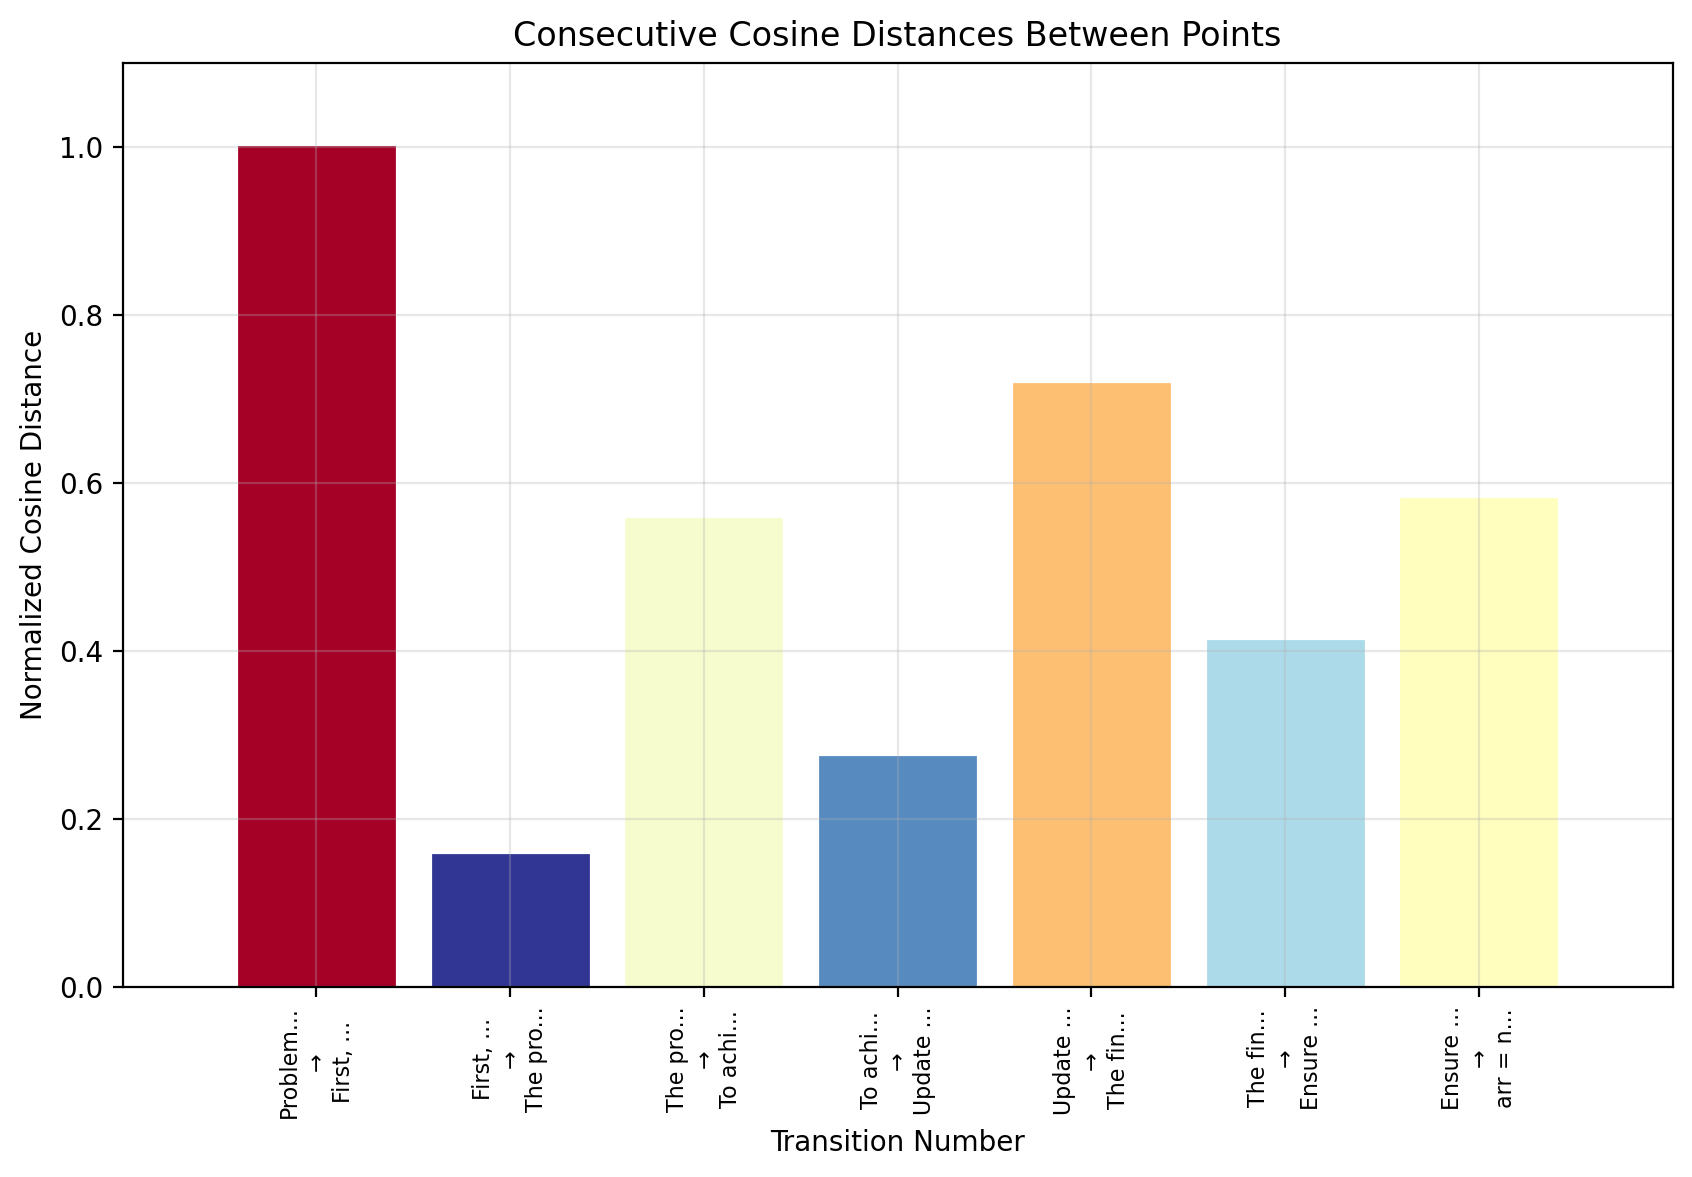 Consecutive Cosine Distances Between Points
Normalized Cosine Distance
1.0
0.8
0.6
0.4
0.2
0.0
Problem...
→
First, ...
First, ...
→
The pro...
The pro...
→
To achi...
To achi...
→
Update ...
Update ...
→
The fin...
The fin...
→
Ensure ...
Ensure ...
→
arr = n...
Transition Number